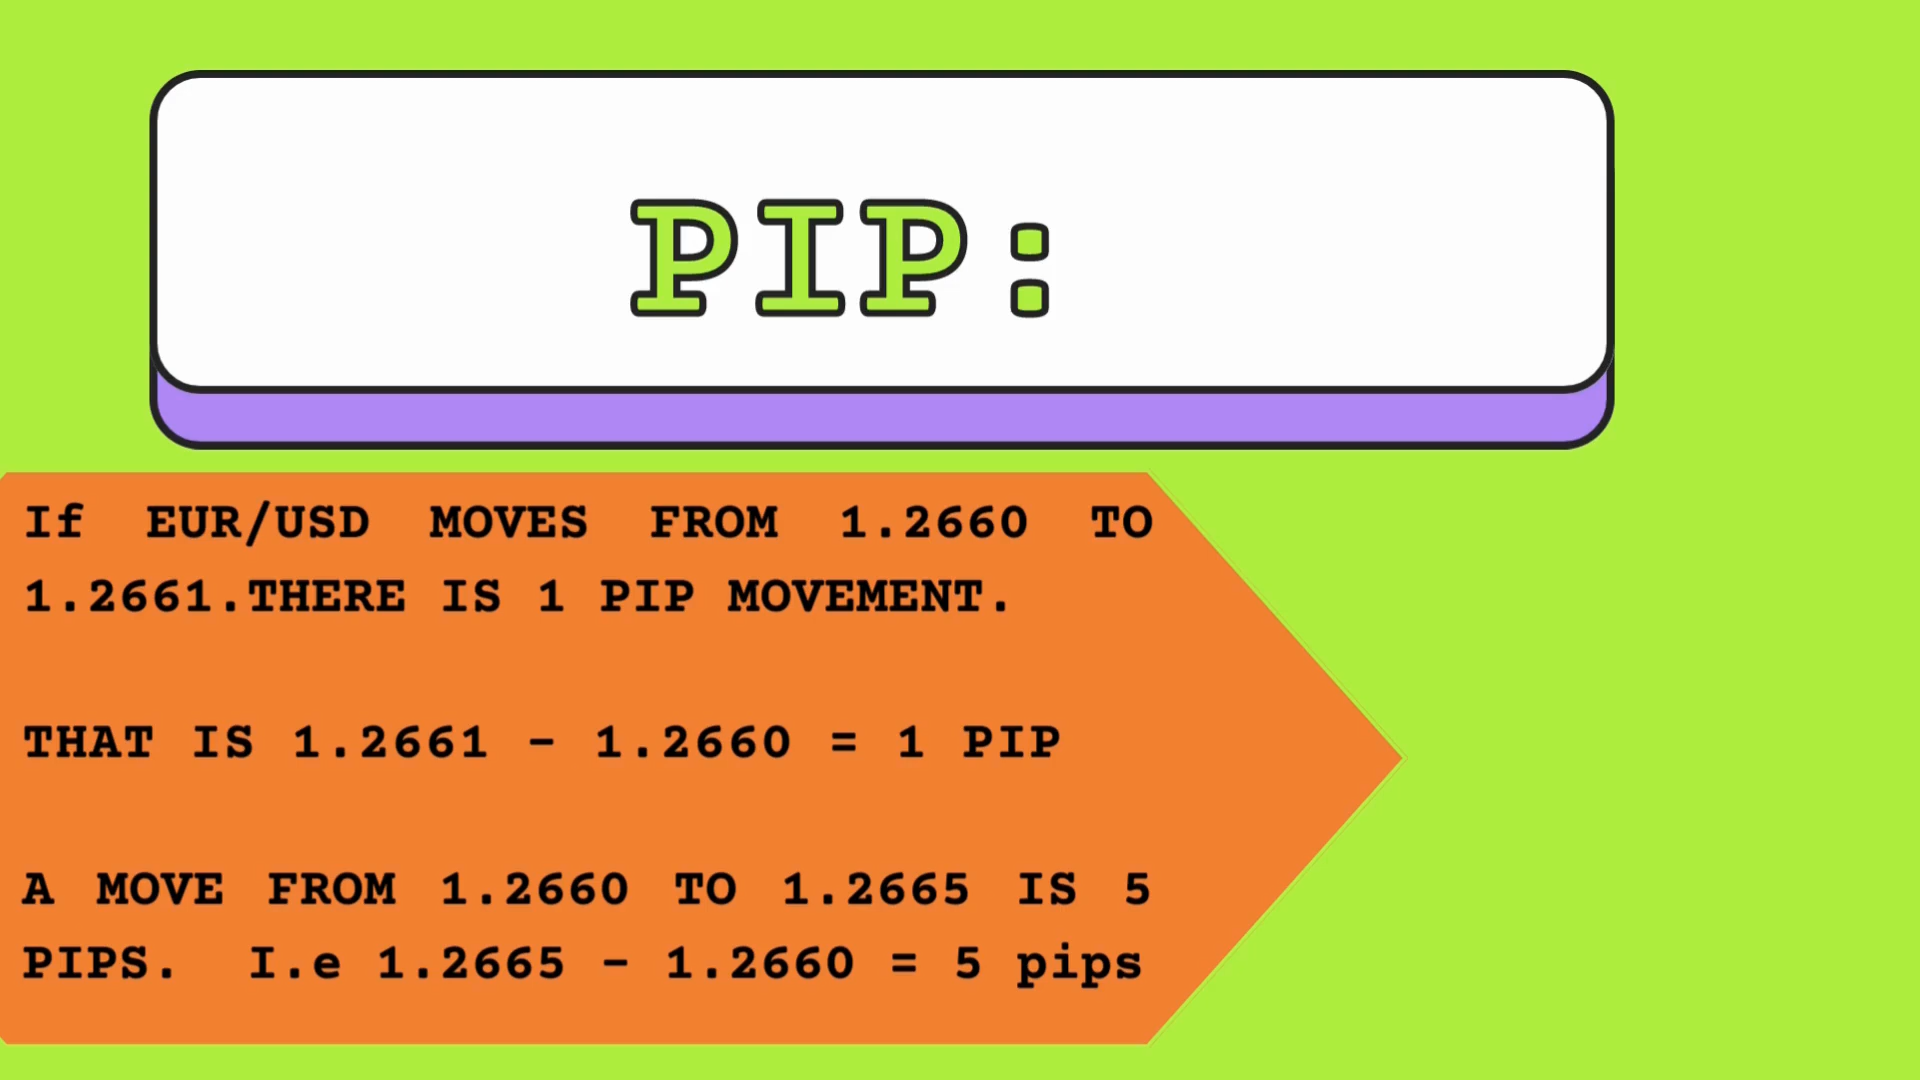 PIP:
If EUR/USD MOVES FROM 1.2660 TO
1.2661.THERE IS 1 PIP MOVEMENT.
THAT IS 1.2661 - 1.2660 = 1 PIP
A MOVE FROM 1.2660 TO 1.2665 IS 5
PIPS. I.e 1.2665 - 1.2660 = 5 pips